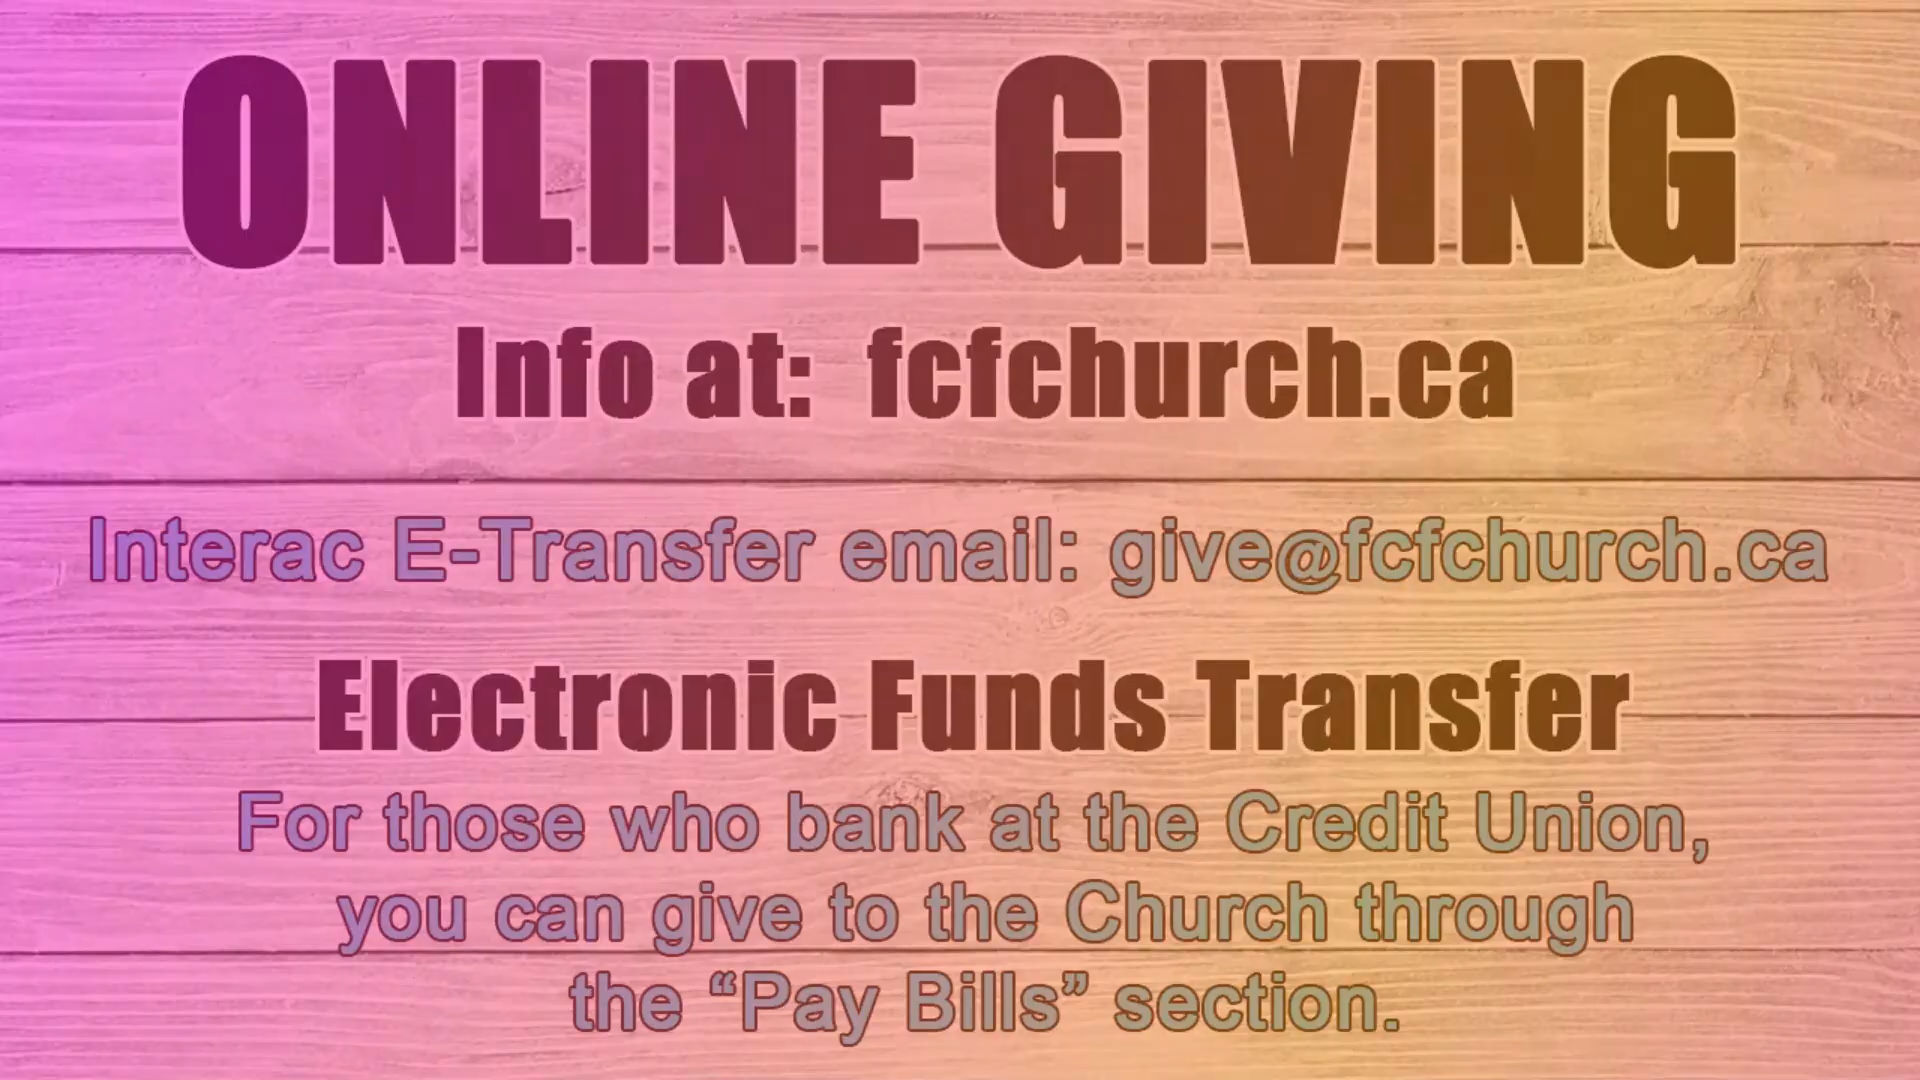 ONLINE GIVING
Info at: fcfchurch.ca
Interac E-Transfer email: give@fcfchurch.ca
Electronic Funds Transfer
For those who bank at the Credit Union,
you can give to the Church through
the “Pay Bills” section.